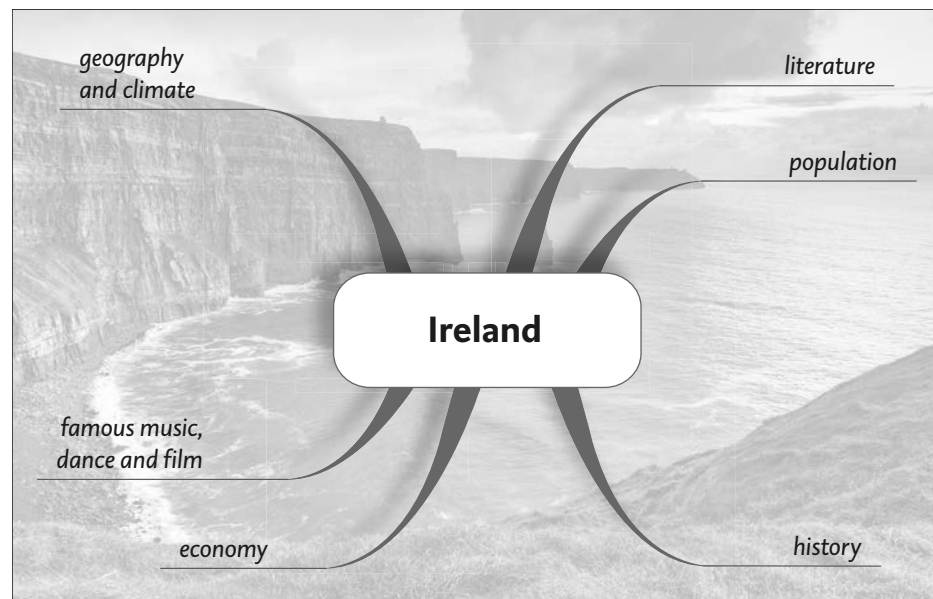 geography
and climate
literature
population
Ireland
famous music,
dance and film
economy
history